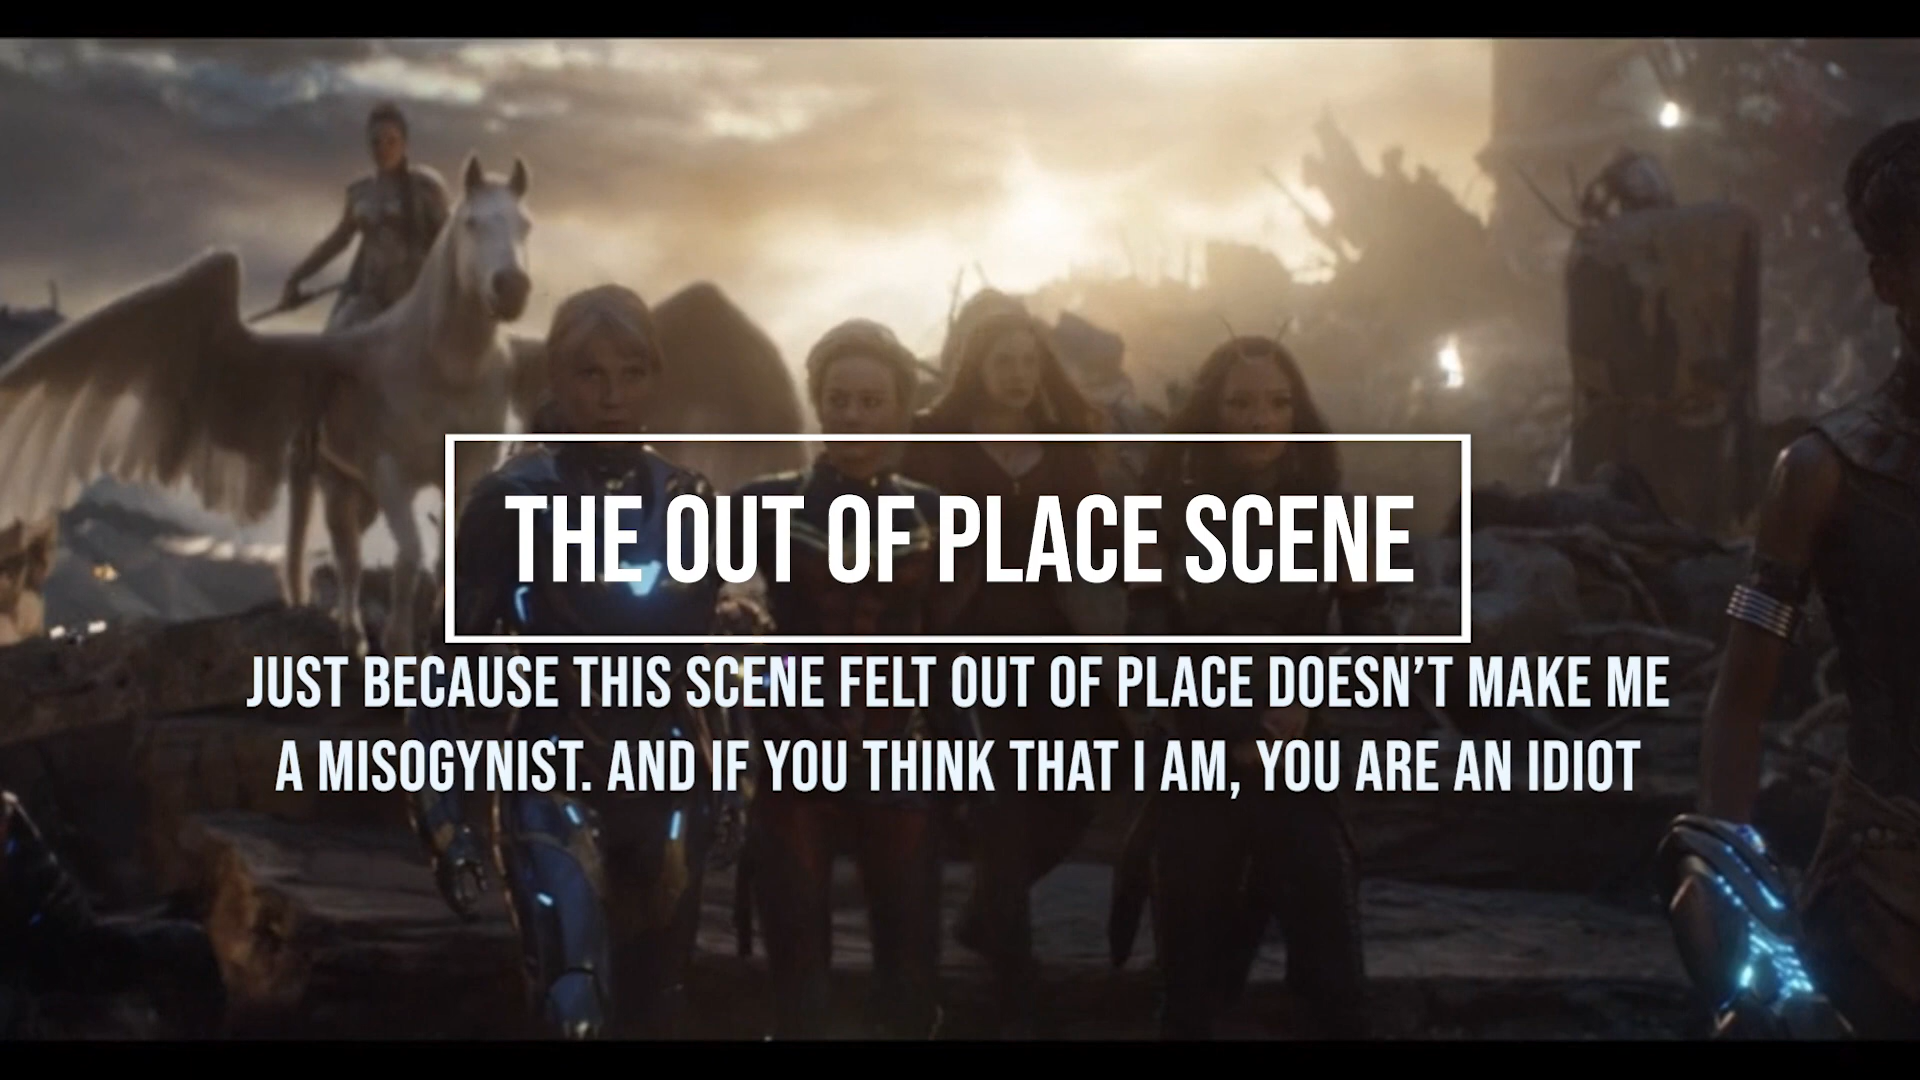 THE OUT OF PLACE SCENE
JUST BECAUSE THIS SCENE FELT OUT OF PLACE DOESN’T MAKE ME
A MISOGYNIST. AND IF YOU THINK THAT I AM, YOU ARE AN IDIOT